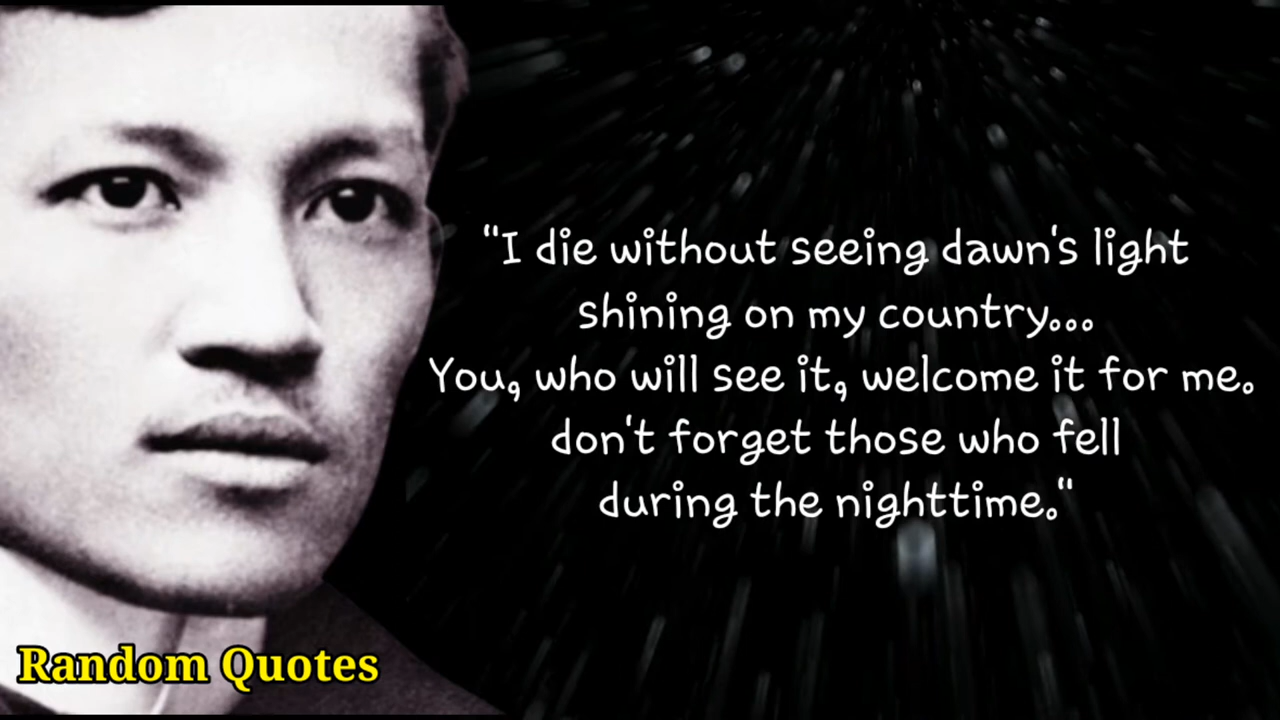 "I die without seeing dawn's light
shining on my country...
You, who will see it, welcome it for me.
don't forget those who fell
during the nighttime."
Random Quotes